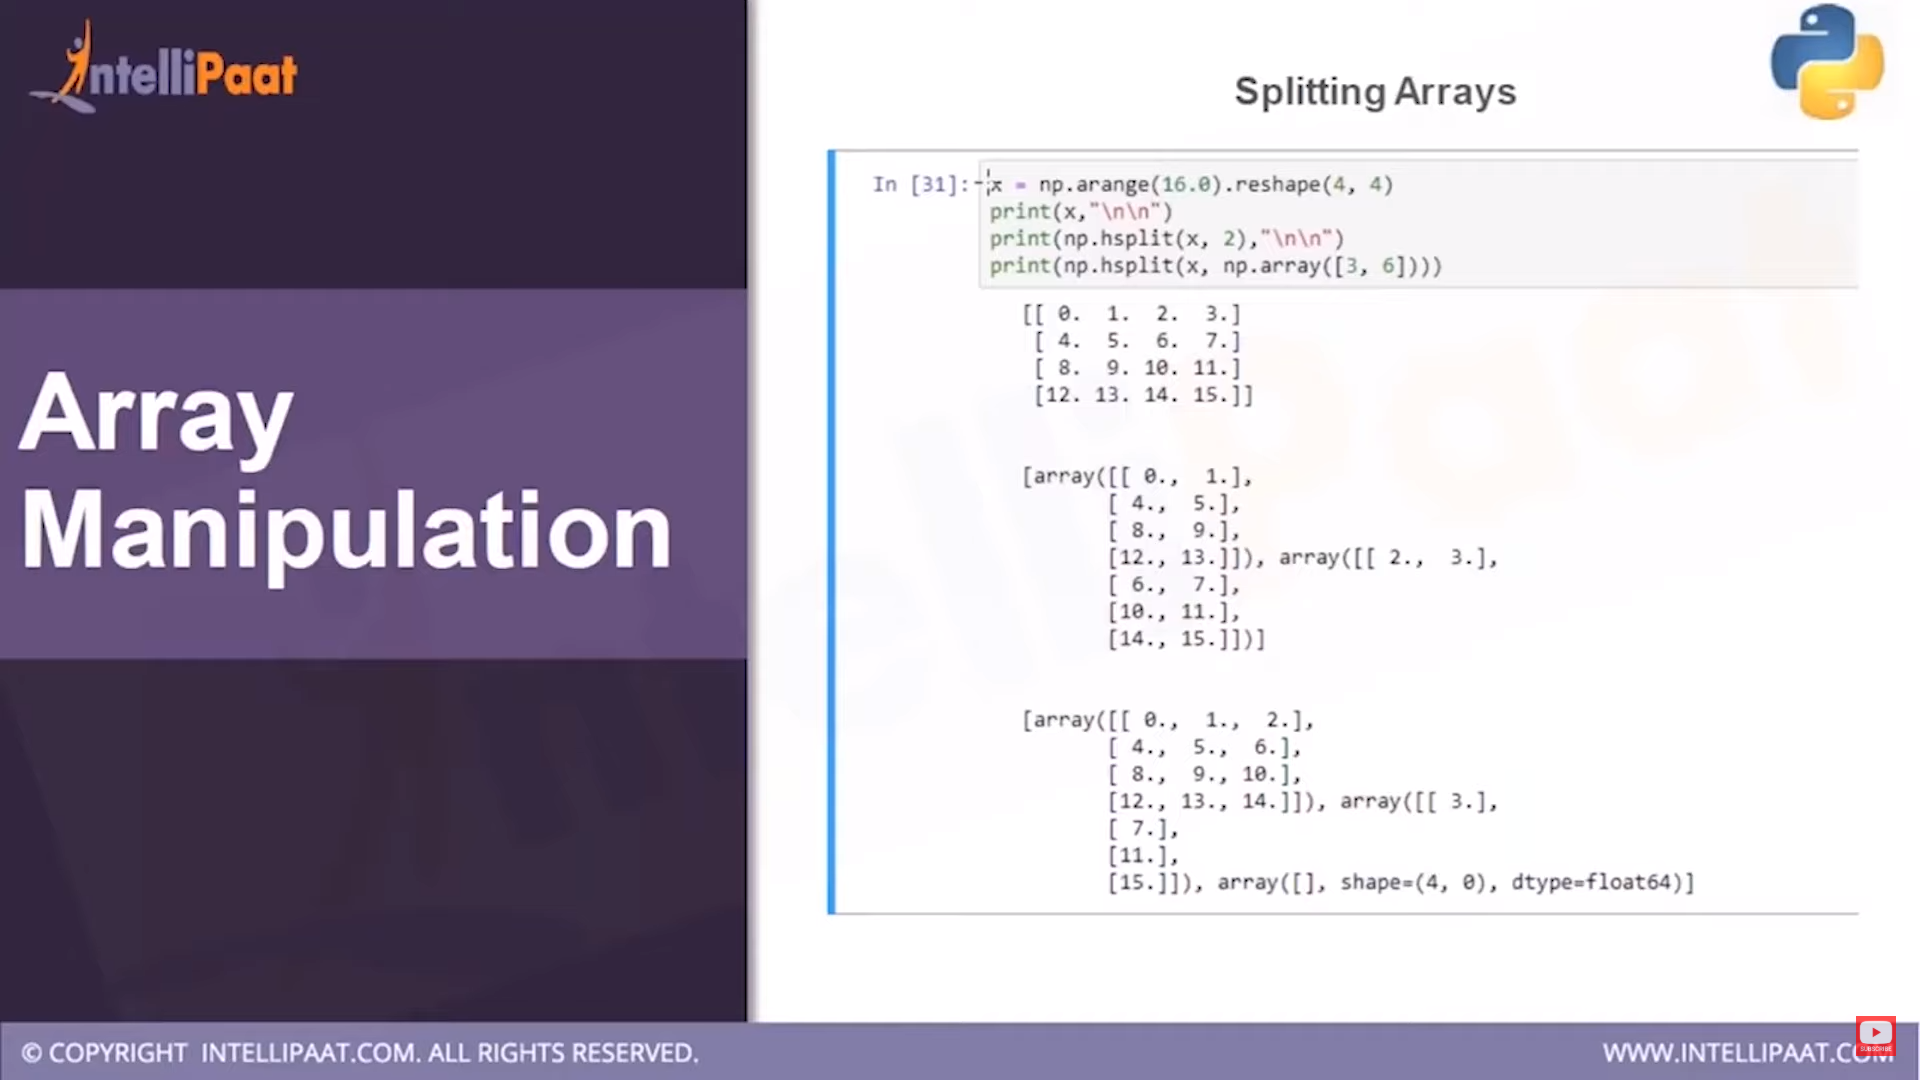 IntelliPaat
Array
Manipulation
Splitting Arrays
In [31]: x = np.arange(16.0).reshape(4, 4)
print(x,"\n\n")
print(np.hsplit(x, 2),"\n\n")
print(np.hsplit(x, np.array([3, 6])))
[[ 0.  1.  2.  3.]
 [ 4.  5.  6.  7.]
 [ 8.  9. 10. 11.]
 [12. 13. 14. 15.]]
[array([[ 0.,  1.],
       [ 4.,  5.],
       [ 8.,  9.],
       [12., 13.]]), array([[ 2.,  3.],
       [ 6.,  7.],
       [10., 11.],
       [14., 15.]])]
[array([[ 0.,  1.,  2.],
       [ 4.,  5.,  6.],
       [ 8.,  9., 10.],
       [12., 13., 14.]]), array([[ 3.],
       [ 7.],
       [11.],
       [15.]]), array([], shape=(4, 0), dtype=float64)]
© COPYRIGHT INTELLIPAAT.COM. ALL RIGHTS RESERVED.
WWW.INTELLIPAAT.COM
SUBSCRIBE